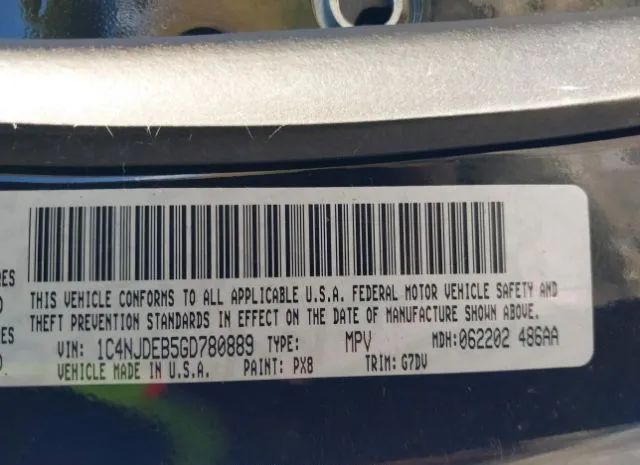 RES
D
THIS VEHICLE CONFORMS TO ALL APPLICABLE U.S.A. FEDERAL MOTOR VEHICLE SAFETY AND
THEFT PREVENTION STANDARDS IN EFFECT ON THE DATE OF MANUFACTURE SHOWN ABOVE.
VIN: 1C4NJDEB5GD780889 TYPE: MPV MDH:062202 486AA
VEHICLE MADE IN U.S.A. PAINT: PX8 TRIM:G7DV